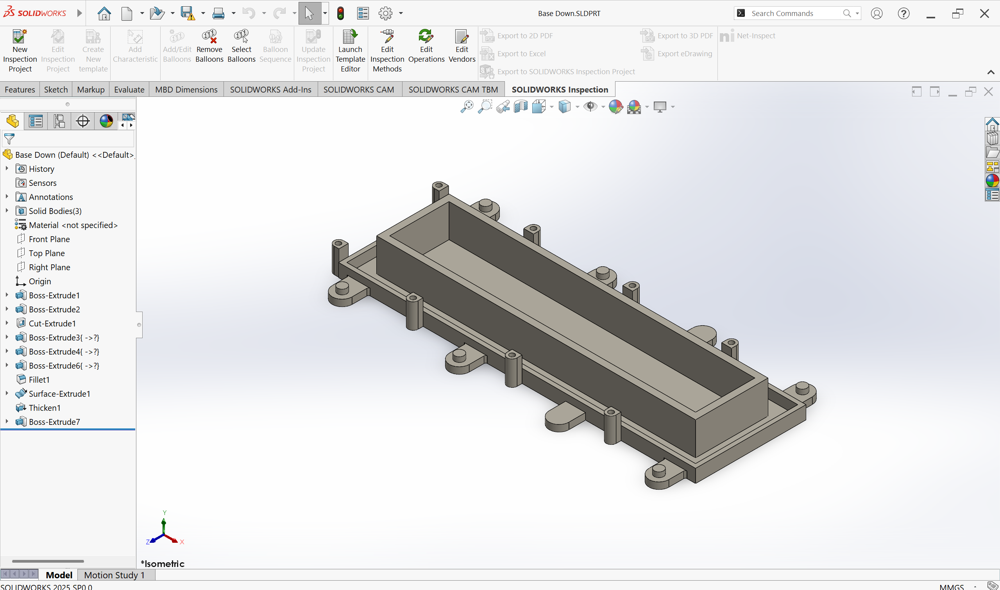 SOLIDWORKS
Base Down.SLDPRT
Search Commands
New Inspection Project
Edit Inspection Project
Create New template
Add Characteristic
Add/Edit Balloons
Remove Balloons
Select Balloons
Balloon Sequence
Update Inspection Project
Launch Template Editor
Edit Inspection Methods
Edit Operations
Edit Vendors
Export to 2D PDF
Export to Excel
Export to SOLIDWORKS Inspection Project
Export to 3D PDF
Export eDrawing
Net-Inspect
Features
Sketch
Markup
Evaluate
MBD Dimensions
SOLIDWORKS Add-Ins
SOLIDWORKS CAM
SOLIDWORKS CAM TBM
SOLIDWORKS Inspection
Base Down (Default) <<Default>
History
Sensors
Annotations
Solid Bodies(3)
Material <not specified>
Front Plane
Top Plane
Right Plane
Origin
Boss-Extrude1
Boss-Extrude2
Cut-Extrude1
Boss-Extrude3{ ->?}
Boss-Extrude4{ ->?}
Boss-Extrude6{ ->?}
Fillet1
Surface-Extrude1
Thicken1
Boss-Extrude7
Y
Z
X
*Isometric
Model
Motion Study 1
SOLIDWORKS 2025 SP0.0
MMGS